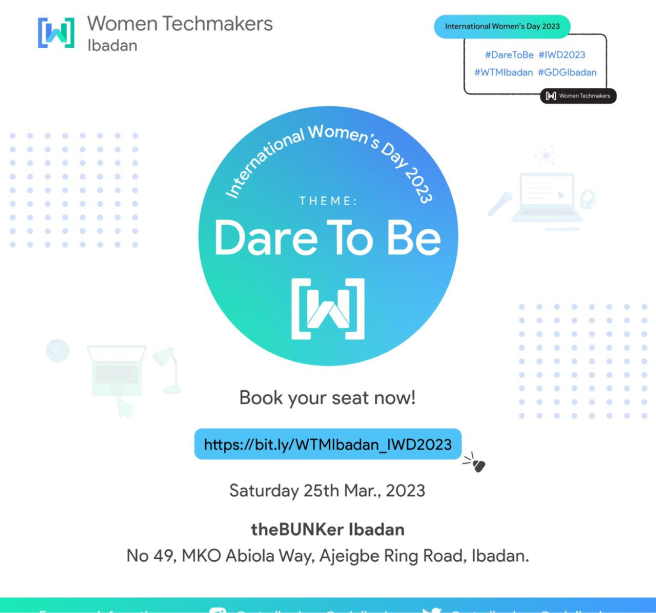 Women Techmakers
Ibadan
International Women's Day 2023
#DareToBe #IWD2023
#WTMIbadan #GDGIbadan
Women Techmakers
International Women's Day 2023
THEME:
Dare To Be
Book your seat now!
https://bit.ly/WTMIbadan_IWD2023
Saturday 25th Mar., 2023
theBUNKer Ibadan
No 49, MKO Abiola Way, Ajeigbe Ring Road, Ibadan.